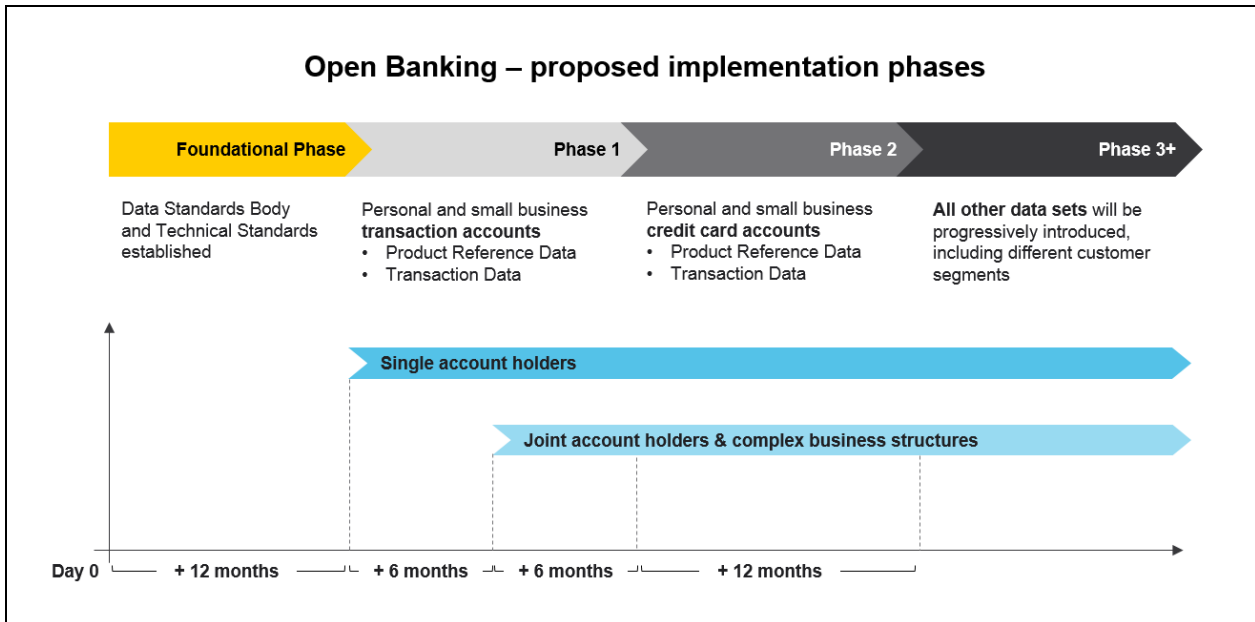 Open Banking – proposed implementation phases
Foundational Phase
Phase 1
Phase 2
Phase 3+
Data Standards Body
and Technical Standards
established
Personal and small business
transaction accounts
• Product Reference Data
• Transaction Data
Personal and small business
credit card accounts
• Product Reference Data
• Transaction Data
All other data sets will be
progressively introduced,
including different customer
segments
Single account holders
Joint account holders & complex business structures
Day 0
+ 12 months
+ 6 months
+ 6 months
+ 12 months